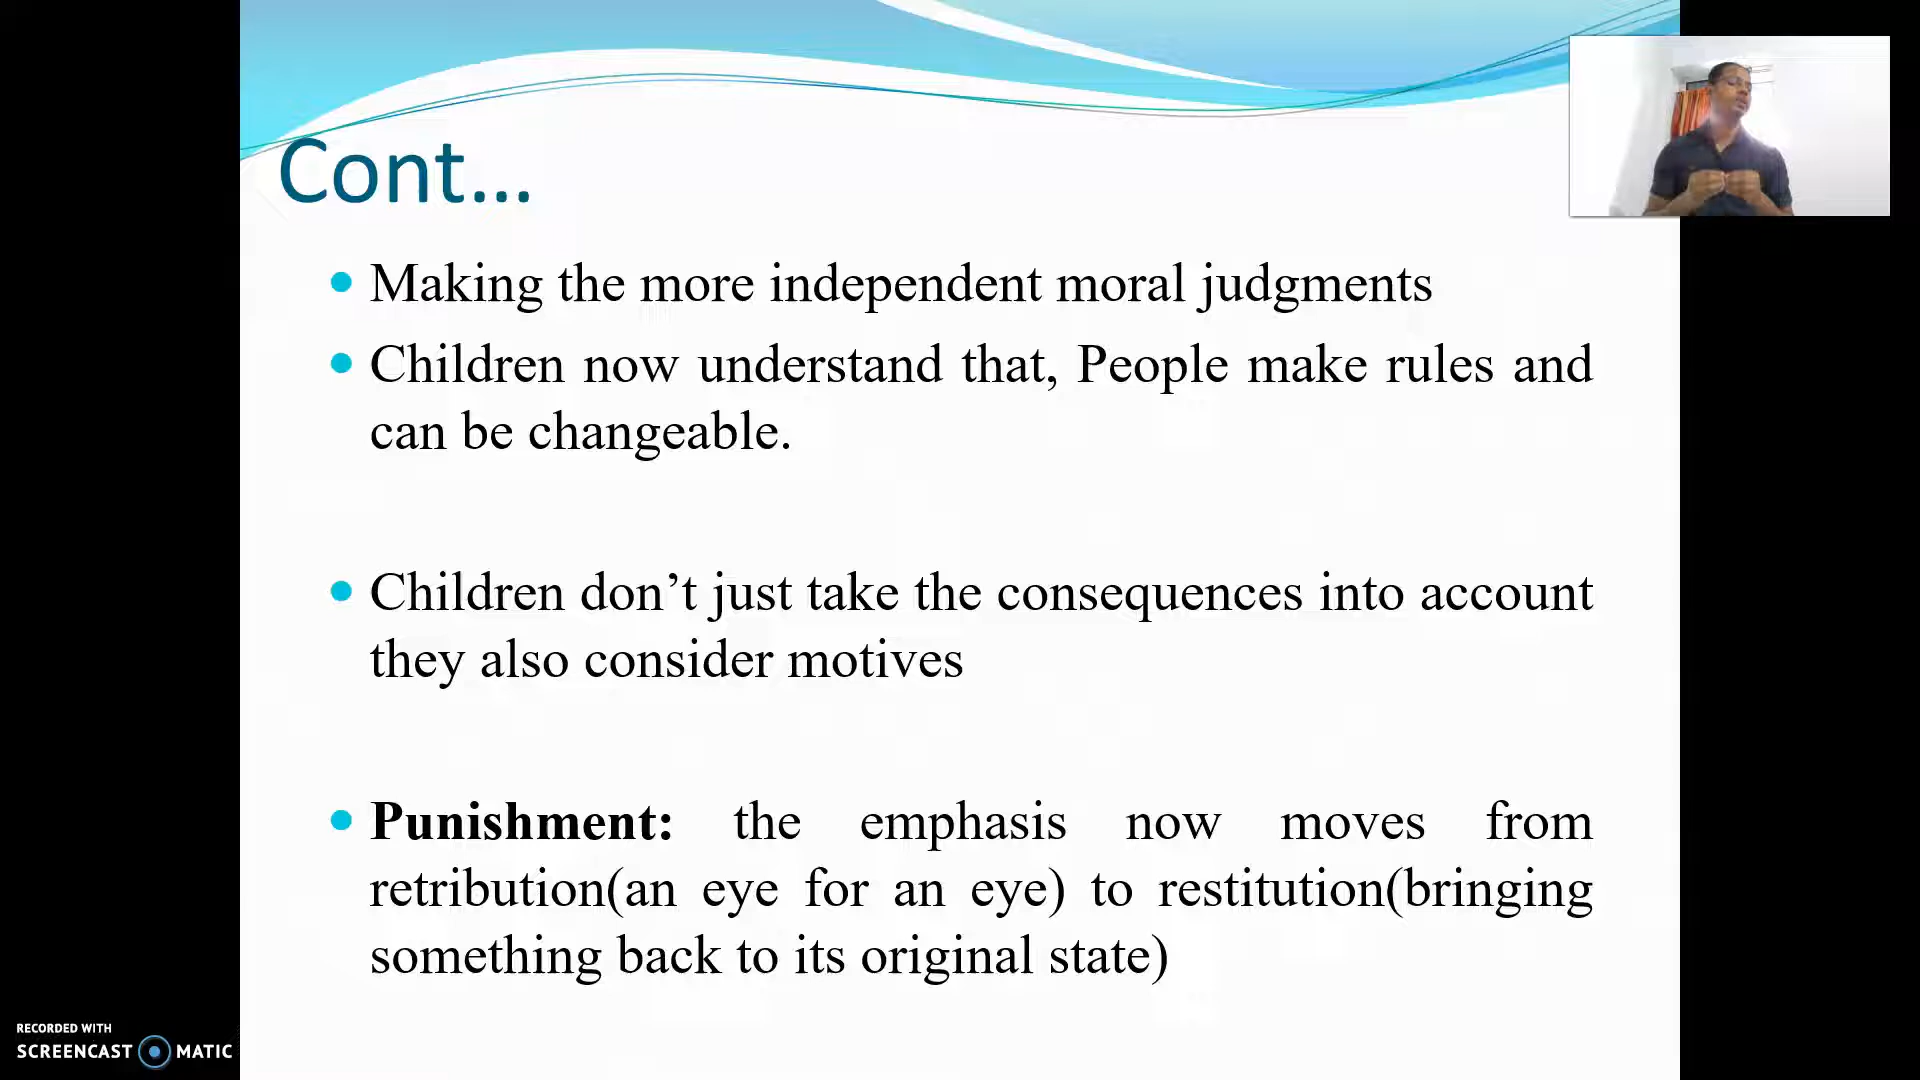 Cont...
Making the more independent moral judgments
Children now understand that, People make rules and
can be changeable.
Children don’t just take the consequences into account
they also consider motives
Punishment: the emphasis now moves from
retribution(an eye for an eye) to restitution(bringing
something back to its original state)
RECORDED WITH
SCREENCAST MATIC